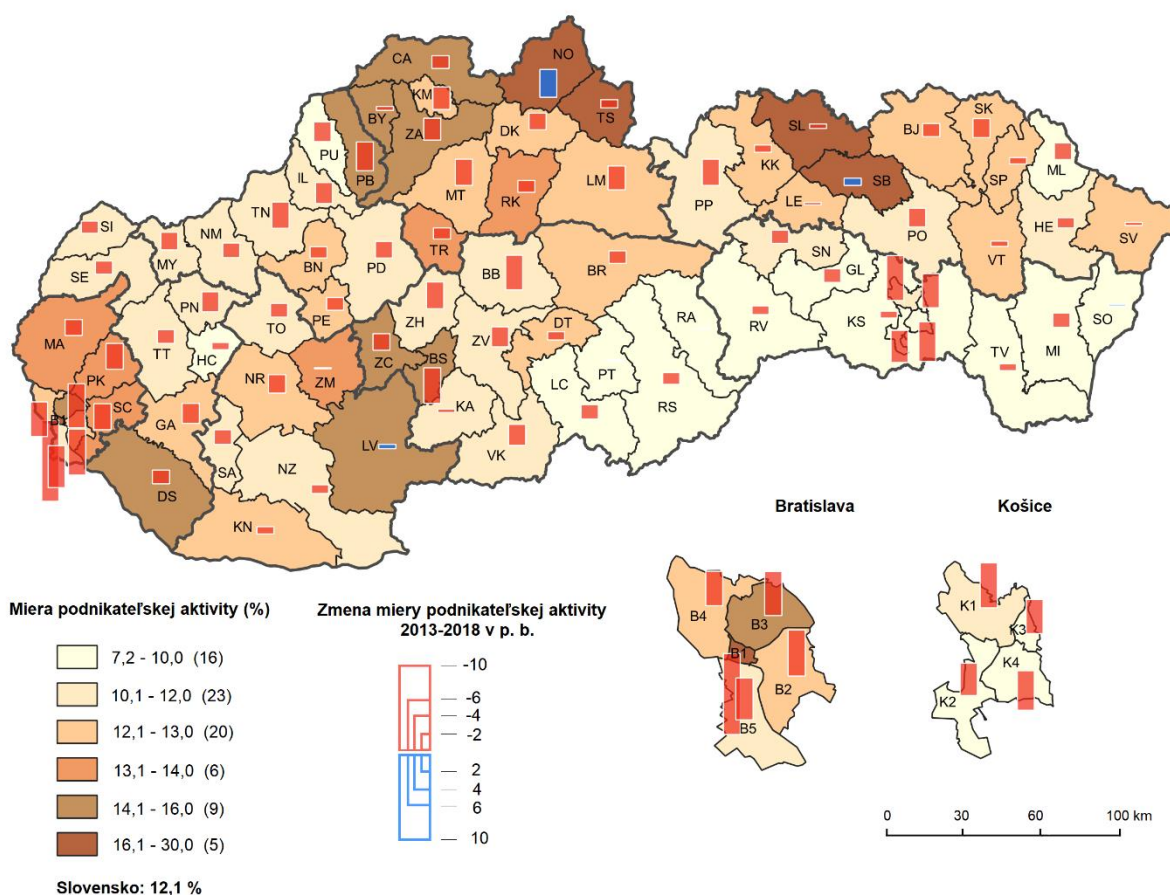 CA
NO
KM
BY
ZA
TS
DK
PU
PB
IL
MT
RK
LM
TN
SL
KK
SB
LE
BJ
SK
SP
ML
PP
PO
HE
SV
VT
SI
MY
NM
SE
BN
PD
TR
BB
BR
SN
GL
MA
PN
PE
TO
ZH
TT
HC
ZC
BS
ZV
DT
RA
RV
KS
TV
MI
SO
PK
SC
B1
NR
ZM
KA
LC
PT
RS
GA
SA
NZ
LV
VK
DS
KN
Bratislava
Košice
B4
B3
B1
B2
B5
K1
K3
K4
K2
Miera podnikateľskej aktivity (%)
7,2 - 10,0 (16)
10,1 - 12,0 (23)
12,1 - 13,0 (20)
13,1 - 14,0 (6)
14,1 - 16,0 (9)
16,1 - 30,0 (5)
Slovensko: 12,1 %
Zmena miery podnikateľskej aktivity
2013-2018 v p. b.
-10
-6
-4
-2
2
4
6
10
0 30 60 100 km